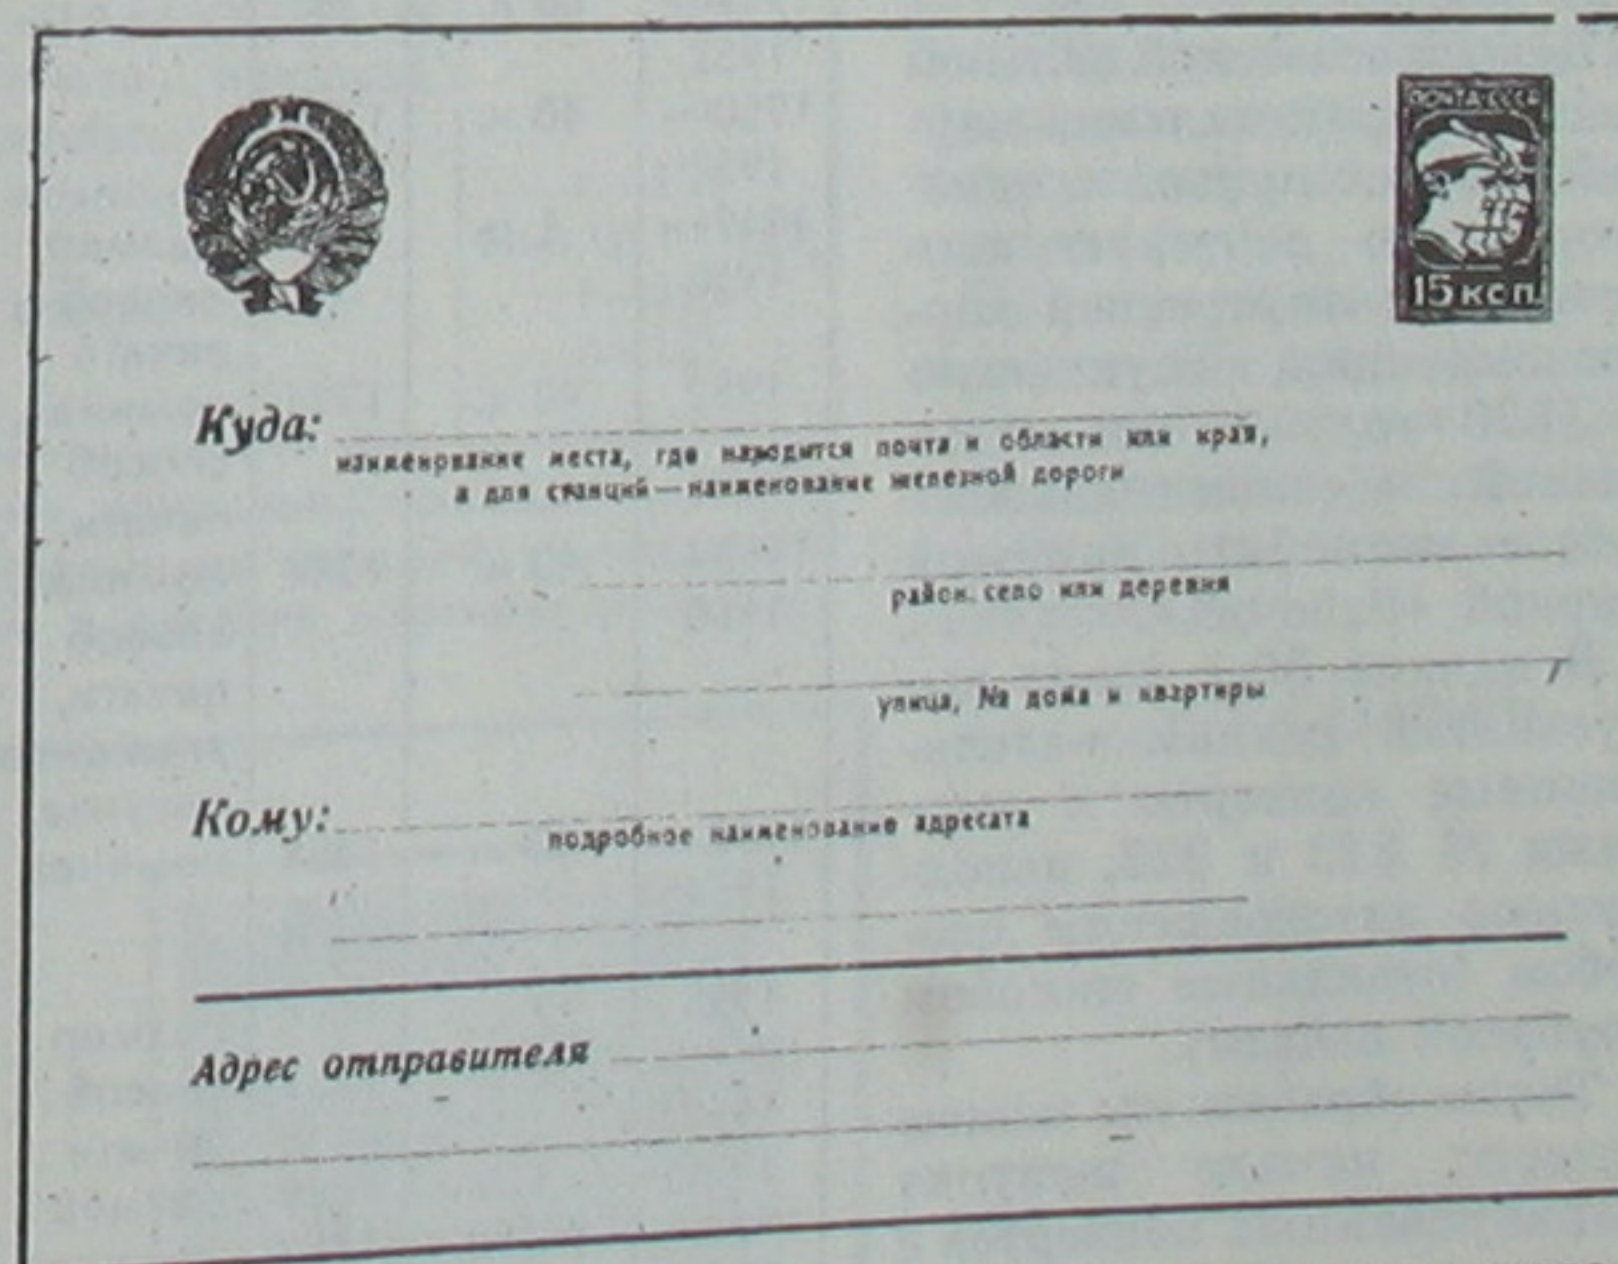 ПОЧТА СССР
15 коп.
Куда:
наименование места, где находится почта и области или края,
а для станций — наименование железной дороги
район, село или деревня
улица, № дома и квартиры
Кому:
подробное наименование адресата
Адрес отправителя